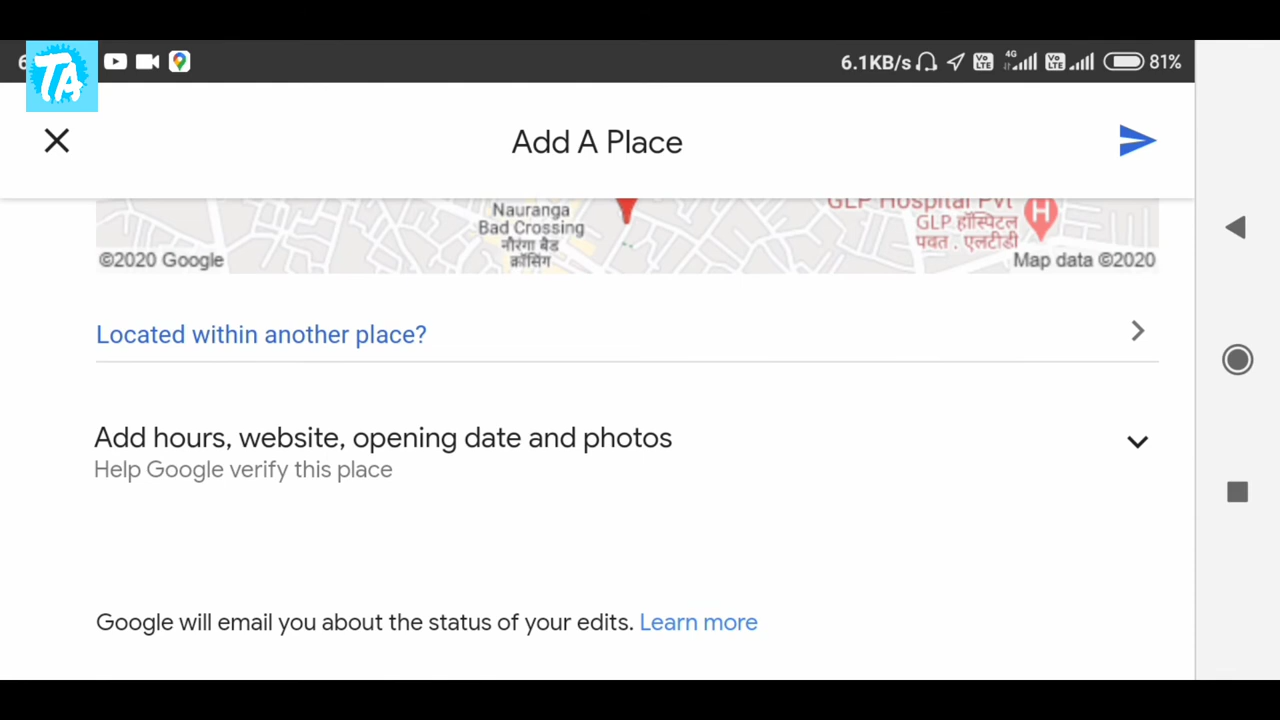 TA
6.1KB/s 4G 81%
Add A Place
Nauranga
Bad Crossing
नौरंगा बैड
क्रॉसिंग
GLP Hospital Pvt
GLP हॉस्पिटल
पवत . एलटीडी
©2020 Google
Map data ©2020
Located within another place?
Add hours, website, opening date and photos
Help Google verify this place
Google will email you about the status of your edits. Learn more